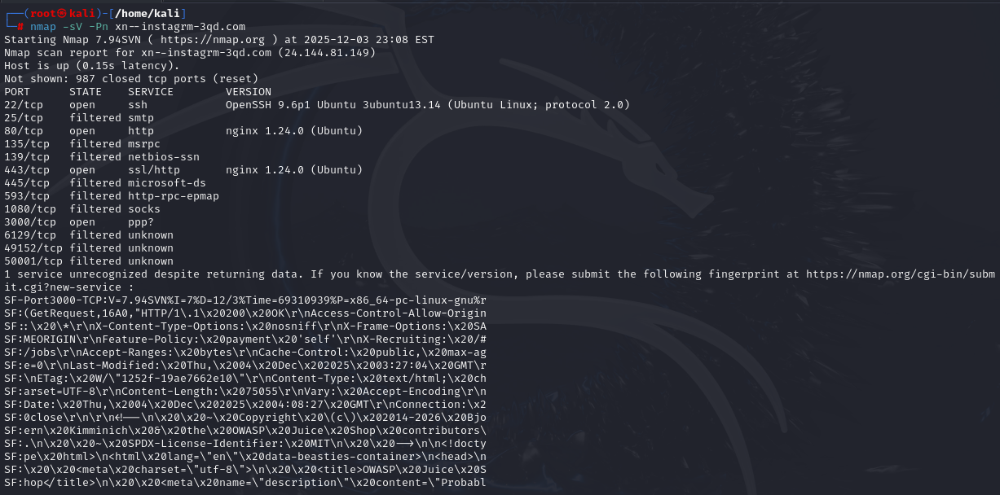 ┌──(root㉿kali)-[/home/kali]
└─# nmap -sV -Pn xn--instagrm-3qd.com
Starting Nmap 7.94SVN ( https://nmap.org ) at 2025-12-03 23:08 EST
Nmap scan report for xn--instagrm-3qd.com (24.144.81.149)
Host is up (0.15s latency).
Not shown: 987 closed tcp ports (reset)
PORT      STATE    SERVICE        VERSION
22/tcp    open     ssh            OpenSSH 9.6p1 Ubuntu 3ubuntu13.14 (Ubuntu Linux; protocol 2.0)
25/tcp    filtered smtp
80/tcp    open     http           nginx 1.24.0 (Ubuntu)
135/tcp   filtered msrpc
139/tcp   filtered netbios-ssn
443/tcp   open     ssl/http       nginx 1.24.0 (Ubuntu)
445/tcp   filtered microsoft-ds
593/tcp   filtered http-rpc-epmap
1080/tcp  filtered socks
3000/tcp  open     ppp?
6129/tcp  filtered unknown
49152/tcp filtered unknown
50001/tcp filtered unknown
1 service unrecognized despite returning data. If you know the service/version, please submit the following fingerprint at https://nmap.org/cgi-bin/subm
it.cgi?new-service :
SF-Port3000-TCP:V=7.94SVN%I=7%D=12/3%Time=69310939%P=x86_64-pc-linux-gnu%r
SF:(GetRequest,16A0,"HTTP/1\.1\x20200\x20OK\r\nAccess-Control-Allow-Origin
SF::\x20\*\r\nX-Content-Type-Options:\x20nosniff\r\nX-Frame-Options:\x20SA
SF:MEORIGIN\r\nFeature-Policy:\x20payment\x20'self'\r\nX-Recruiting:\x20/#
SF:/jobs\r\nAccept-Ranges:\x20bytes\r\nCache-Control:\x20public,\x20max-ag
SF:e=0\r\nLast-Modified:\x20Thu,\x2004\x20Dec\x202025\x2003:27:04\x20GMT\r
SF:\nETag:\x20W/\"1252f-19ae7662e10\"\r\nContent-Type:\x20text/html;\x20ch
SF:arset=UTF-8\r\nContent-Length:\x2075055\r\nVary:\x20Accept-Encoding\r\n
SF:Date:\x20Thu,\x2004\x20Dec\x202025\x2004:08:27\x20GMT\r\nConnection:\x2
SF:0close\r\n\r\n<!--\n\x20\x20~\x20Copyright\x20\(c\)\x202014-2026\x20Bjo
SF:ern\x20Kimminich\x20&\x20the\x20OWASP\x20Juice\x20Shop\x20contributors\
SF:.\n\x20\x20~\x20SPDX-License-Identifier:\x20MIT\n\x20\x20-->\n\n<!docty
SF:pe\x20html>\n<html\x20lang=\"en\"\x20data-beasties-container>\n<head>\n
SF:\x20\x20<meta\x20charset=\"utf-8\">\n\x20\x20<title>OWASP\x20Juice\x20S
SF:hop</title>\n\x20\x20<meta\x20name=\"description\"\x20content=\"Probabl